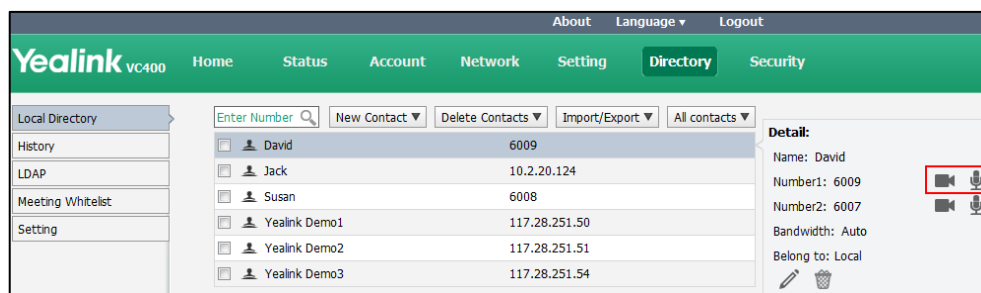 About Language ▾ Logout
Yealink VC400 Home Status Account Network Setting Directory Security
Local Directory
History
LDAP
Meeting Whitelist
Setting
Enter Number New Contact ▼ Delete Contacts ▼ Import/Export ▼ All contacts ▼
David 6009
Jack 10.2.20.124
Susan 6008
Yealink Demo1 117.28.251.50
Yealink Demo2 117.28.251.51
Yealink Demo3 117.28.251.54
Detail:
Name: David
Number1: 6009
Number2: 6007
Bandwidth: Auto
Belong to: Local